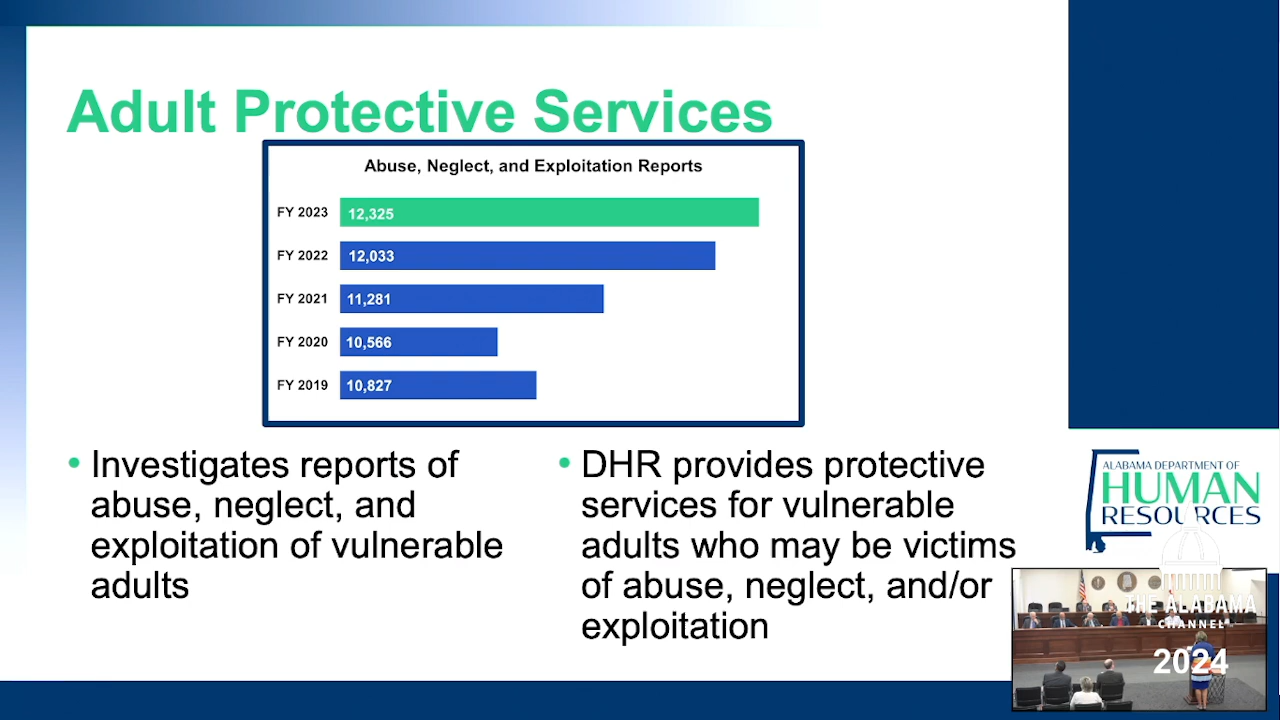 Adult Protective Services
Abuse, Neglect, and Exploitation Reports
FY 2023 12,325
FY 2022 12,033
FY 2021 11,281
FY 2020 10,566
FY 2019 10,827
• Investigates reports of
abuse, neglect, and
exploitation of vulnerable
adults
• DHR provides protective
services for vulnerable
adults who may be victims
of abuse, neglect, and/or
exploitation
ALABAMA DEPARTMENT OF
HUMAN
RESOURCES
THE ALABAMA
CHANNEL
2024